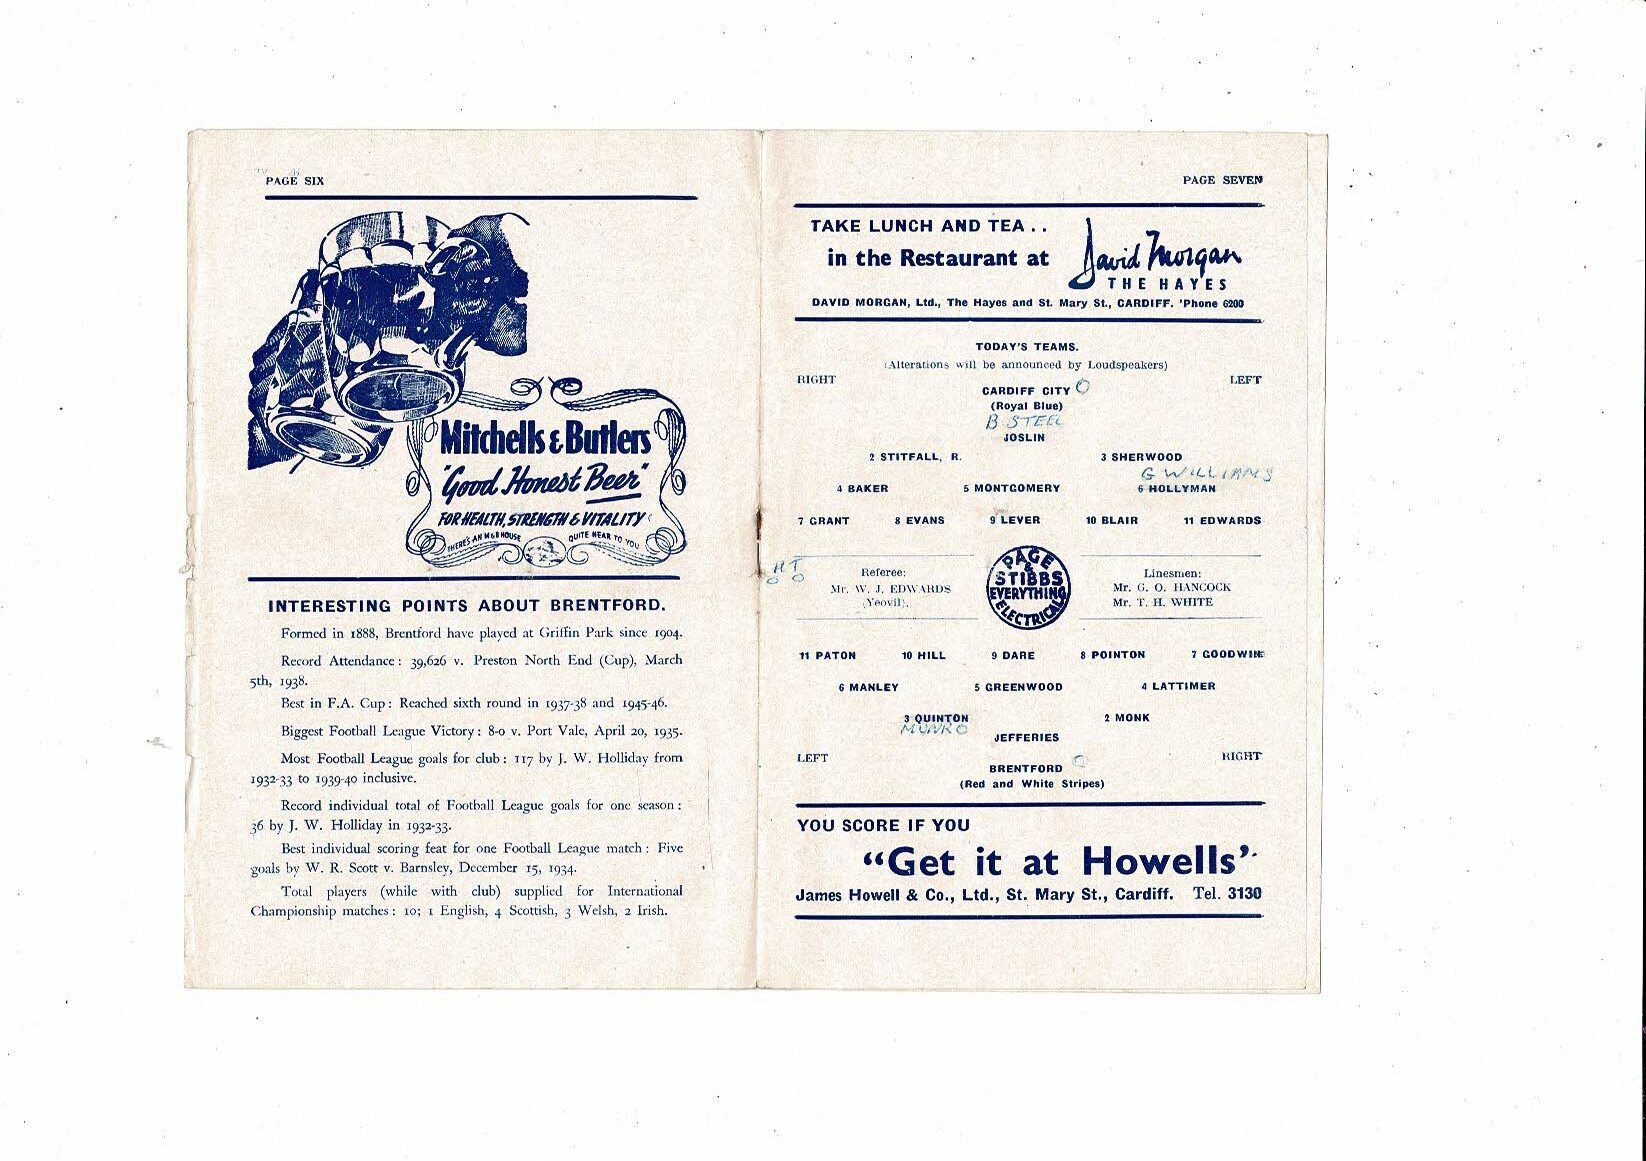 PAGE SIX
Mitchells & Butlers
"Good Honest Beer"
FOR HEALTH, STRENGTH & VITALITY
THERE'S AN M&B HOUSE QUITE NEAR TO YOU
INTERESTING POINTS ABOUT BRENTFORD.
Formed in 1888, Brentford have played at Griffin Park since 1904.
Record Attendance : 39,626 v. Preston North End (Cup), March
5th, 1938.
Best in F.A. Cup : Reached sixth round in 1937-38 and 1945-46.
Biggest Football League Victory : 8-0 v. Port Vale, April 20, 1935.
Most Football League goals for club : 117 by J. W. Holliday from
1932-33 to 1939-40 inclusive.
Record individual total of Football League goals for one season :
36 by J. W. Holliday in 1932-33.
Best individual scoring feat for one Football League match : Five
goals by W. R. Scott v. Barnsley, December 15, 1934.
Total players (while with club) supplied for International
Championship matches : 10; 1 English, 4 Scottish, 3 Welsh, 2 Irish.
PAGE SEVEN
TAKE LUNCH AND TEA ..
in the Restaurant at David Morgan
THE HAYES
DAVID MORGAN, Ltd., The Hayes and St. Mary St., CARDIFF. 'Phone 6200
TODAY'S TEAMS.
(Alterations will be announced by Loudspeakers)
RIGHT LEFT
CARDIFF CITY 0
(Royal Blue)
B STEEL
JOSLIN
2 STITFALL, R. 3 SHERWOOD
G WILLIAMS
4 BAKER 5 MONTGOMERY 6 HOLLYMAN
7 GRANT 8 EVANS 9 LEVER 10 BLAIR 11 EDWARDS
HT
0 0
Referee:
Mr. W. J. EDWARDS
(Yeovil).
PAGE & STIBBS EVERYTHING ELECTRICAL
Linesmen:
Mr. G. O. HANCOCK
Mr. T. H. WHITE
11 PATON 10 HILL 9 DARE 8 POINTON 7 GOODWIN
6 MANLEY 5 GREENWOOD 4 LATTIMER
3 QUINTON 2 MONK
MUNRO
JEFFERIES
LEFT RIGHT
BRENTFORD 0
(Red and White Stripes)
YOU SCORE IF YOU
"Get it at Howells"
James Howell & Co., Ltd., St. Mary St., Cardiff. Tel. 3130